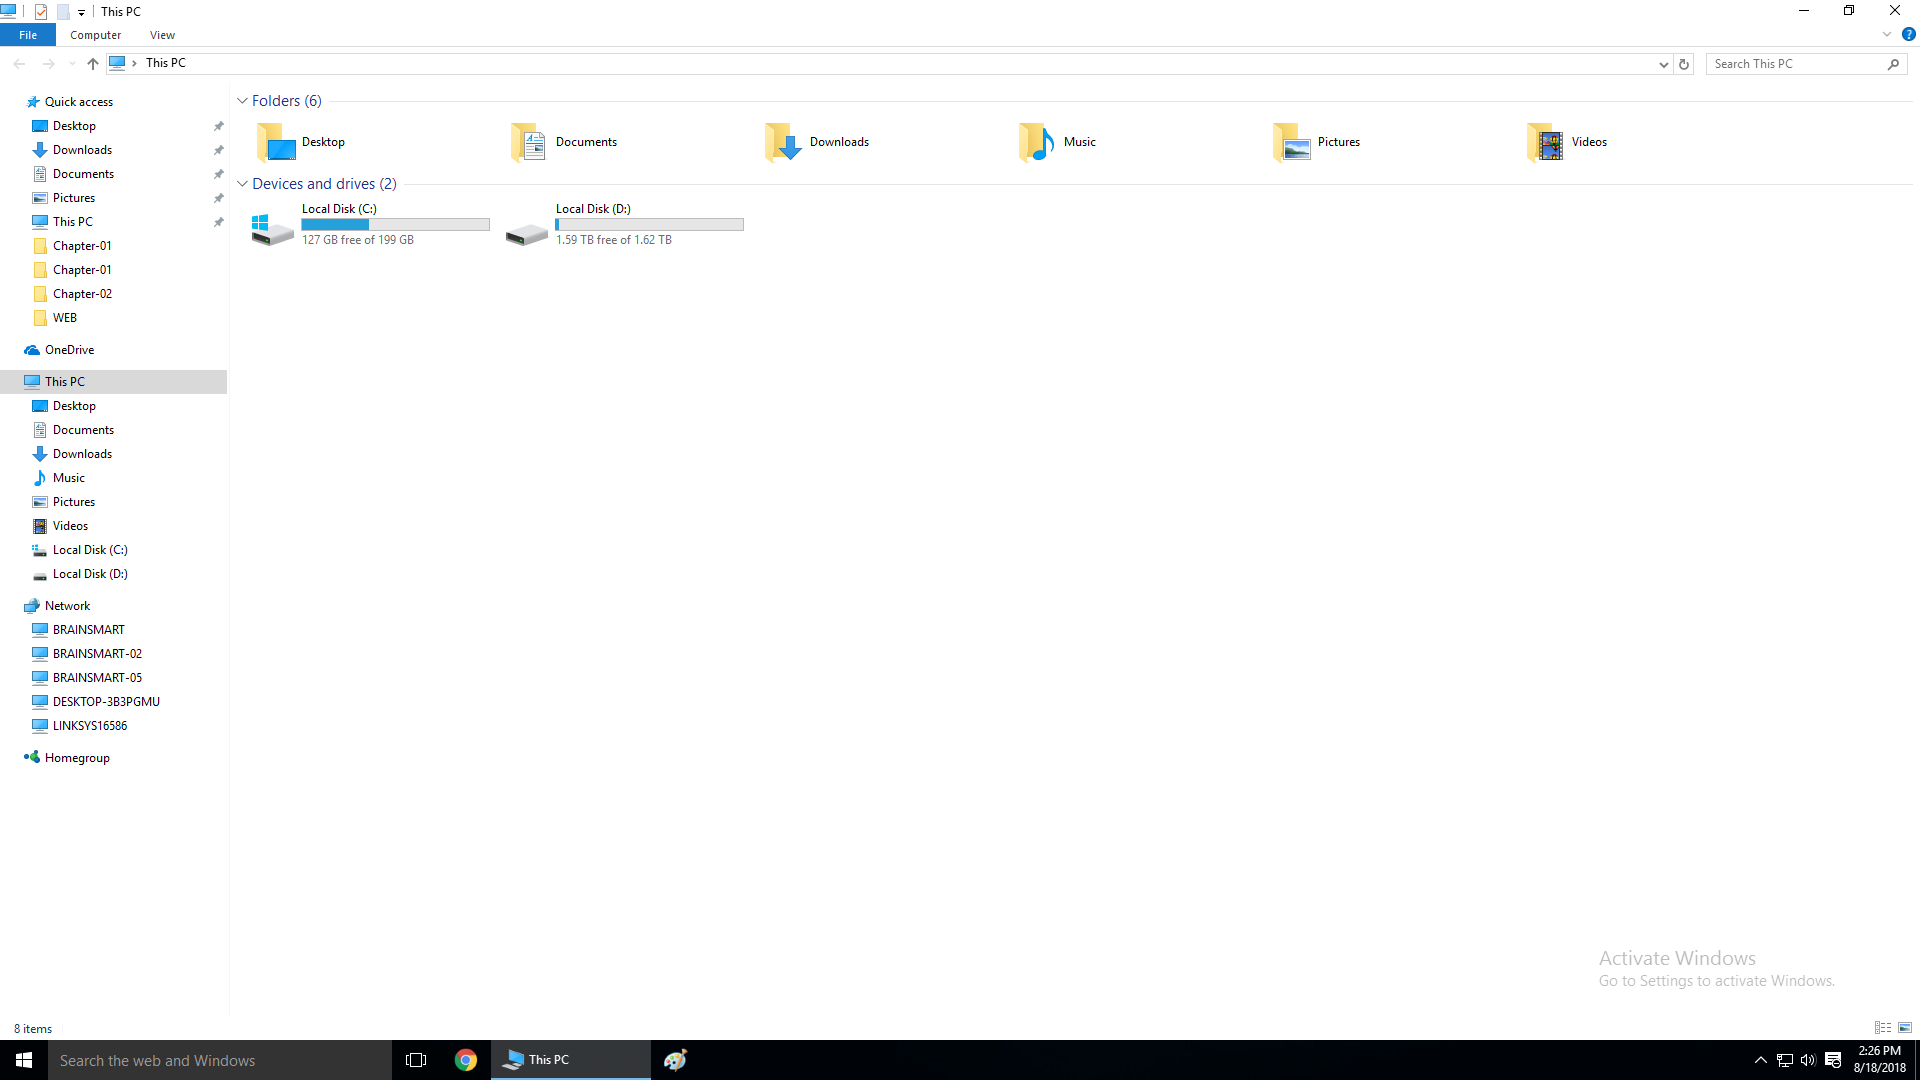 This PC
File Computer View
This PC
Search This PC
Quick access
Desktop
Downloads
Documents
Pictures
This PC
Chapter-01
Chapter-01
Chapter-02
WEB
OneDrive
This PC
Desktop
Documents
Downloads
Music
Pictures
Videos
Local Disk (C:)
Local Disk (D:)
Network
BRAINSMART
BRAINSMART-02
BRAINSMART-05
DESKTOP-3B3PGMU
LINKSYS16586
Homegroup
Folders (6)
Desktop Documents Downloads Music Pictures Videos
Devices and drives (2)
Local Disk (C:)
127 GB free of 199 GB
Local Disk (D:)
1.59 TB free of 1.62 TB
Activate Windows
Go to Settings to activate Windows.
8 items
Search the web and Windows
This PC
2:26 PM
8/18/2018